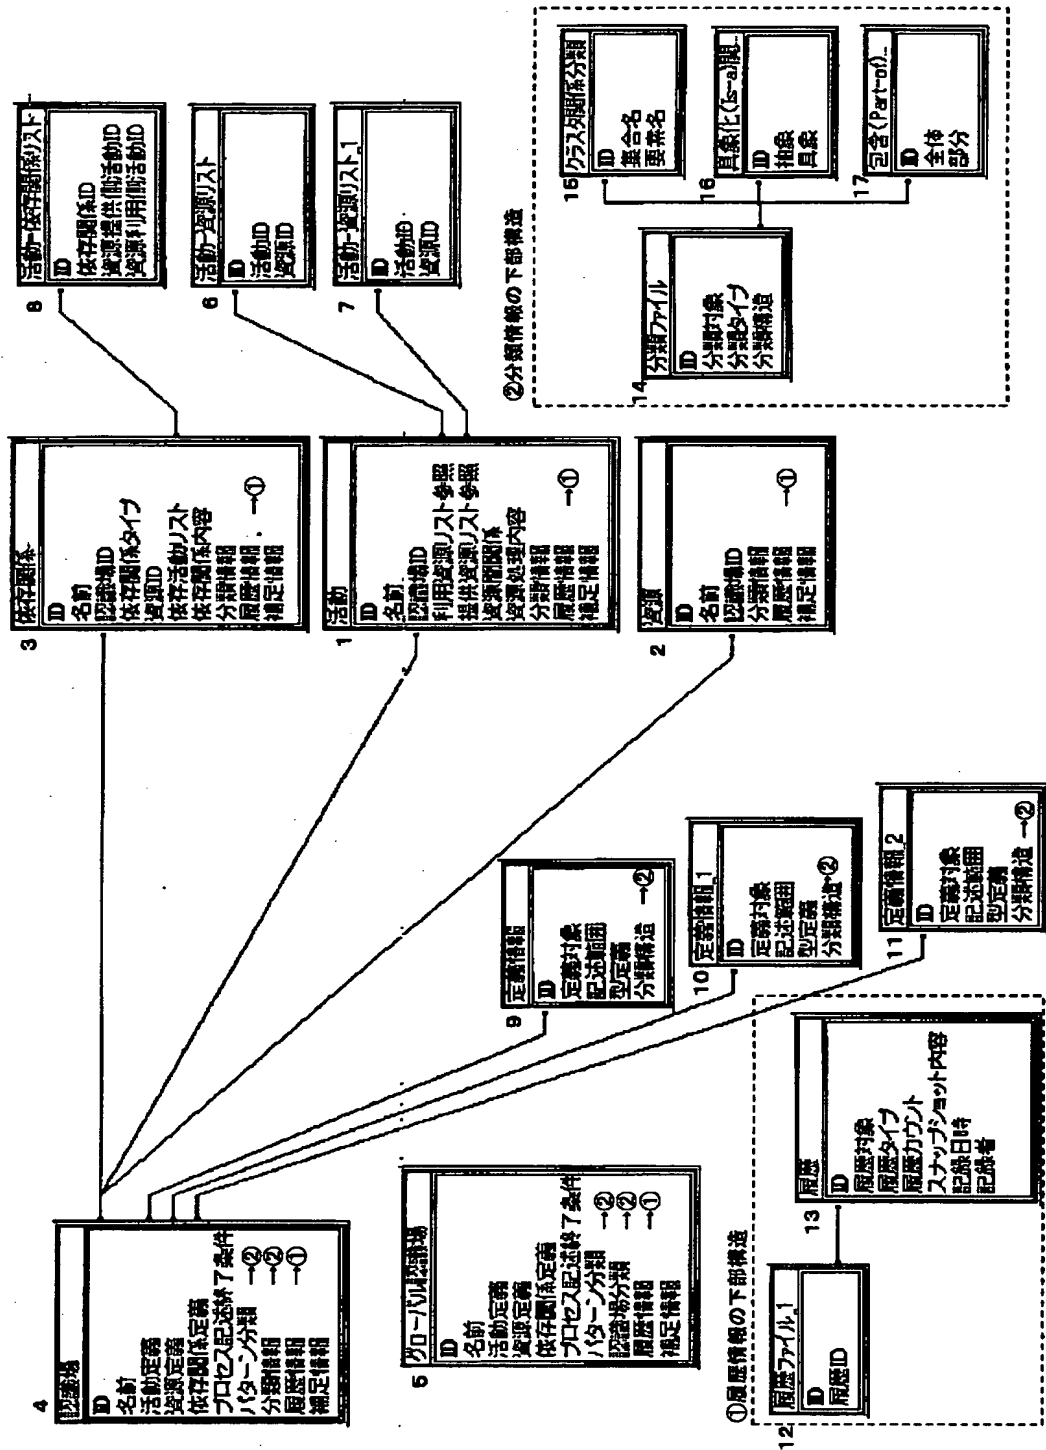 4
認識場
ID
名前
活動定義
資源定義
依存関係定義
プロセス記述終了条件
パターン分類 →②
分類情報 →②
履歴情報 →①
補足情報
5
グローバル認識場
ID
名前
活動定義
資源定義
依存関係定義
プロセス記述終了条件
パターン分類 →②
認識場分類 →②
履歴情報 →①
補足情報
①履歴情報の下部構造
12
履歴ファイル_1
ID
履歴ID
13
履歴
ID
履歴対象
履歴タイプ
履歴カウント
スナップショット内容
記録日時
記録者
9
定義情報
ID
定義対象
記述範囲
型定義
分類構造 →②
10
定義情報_1
ID
定義対象
記述範囲
型定義
分類構造→②
11
定義情報_2
ID
定義対象
記述範囲
型定義
分類構造 →②
3
依存関係
ID
名前
認識場ID
依存関係タイプ
資源ID
依存活動リスト
依存関係内容
分類情報
履歴情報 →①
補足情報
1
活動
ID
名前
認識場ID
利用資源リスト参照
提供資源リスト参照
資源間関係
資源処理内容
分類情報
履歴情報 →①
補足情報
2
資源
ID
名前
認識場ID
分類情報
履歴情報 →①
補足情報
8
活動-依存関係リスト
ID
依存関係ID
資源提供側活動ID
資源利用側活動ID
6
活動-資源リスト
ID
活動ID
資源ID
7
活動-資源リスト_1
ID
活動ID
資源ID
②分類情報の下部構造
14
分類ファイル
ID
分類対象
分類タイプ
分類構造
15
クラスタ関係分類
ID
集合名
要素名
16
具象化(Is-a)関...
ID
抽象
具象
17
包含(Part-of)...
ID
全体
部分